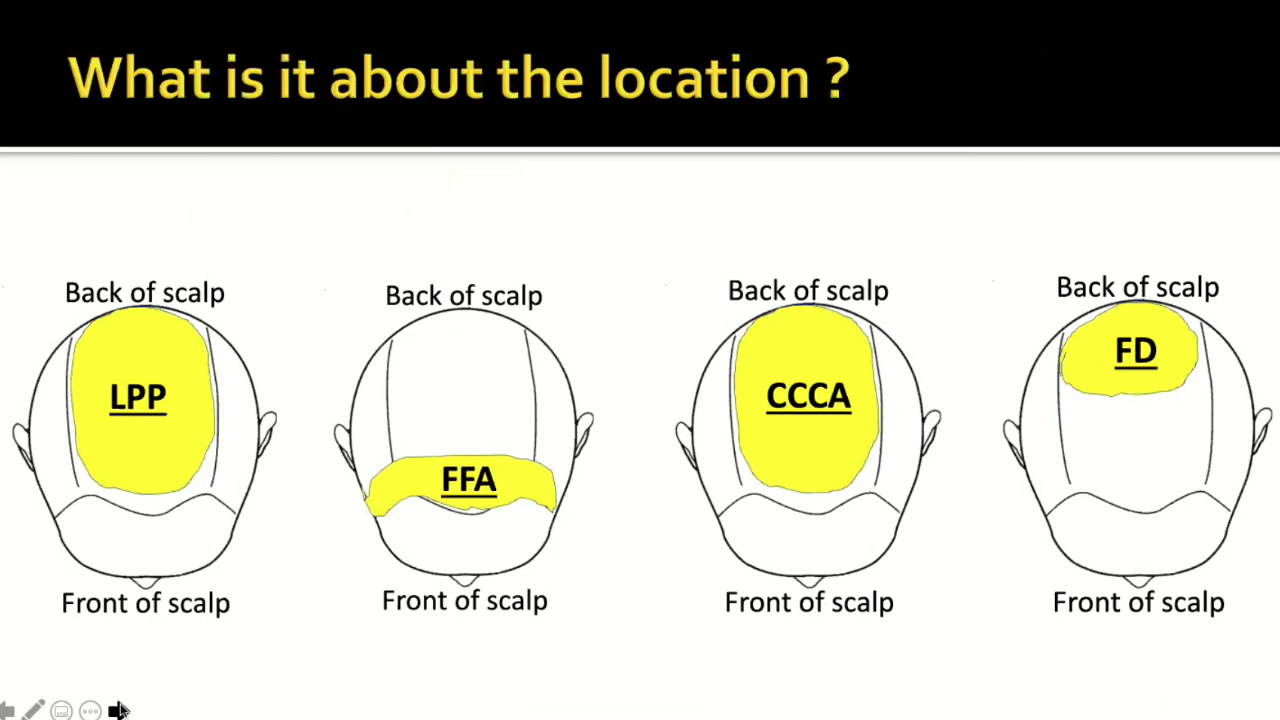 What is it about the location ?
Back of scalp
LPP
Front of scalp
Back of scalp
FFA
Front of scalp
Back of scalp
CCCA
Front of scalp
Back of scalp
FD
Front of scalp